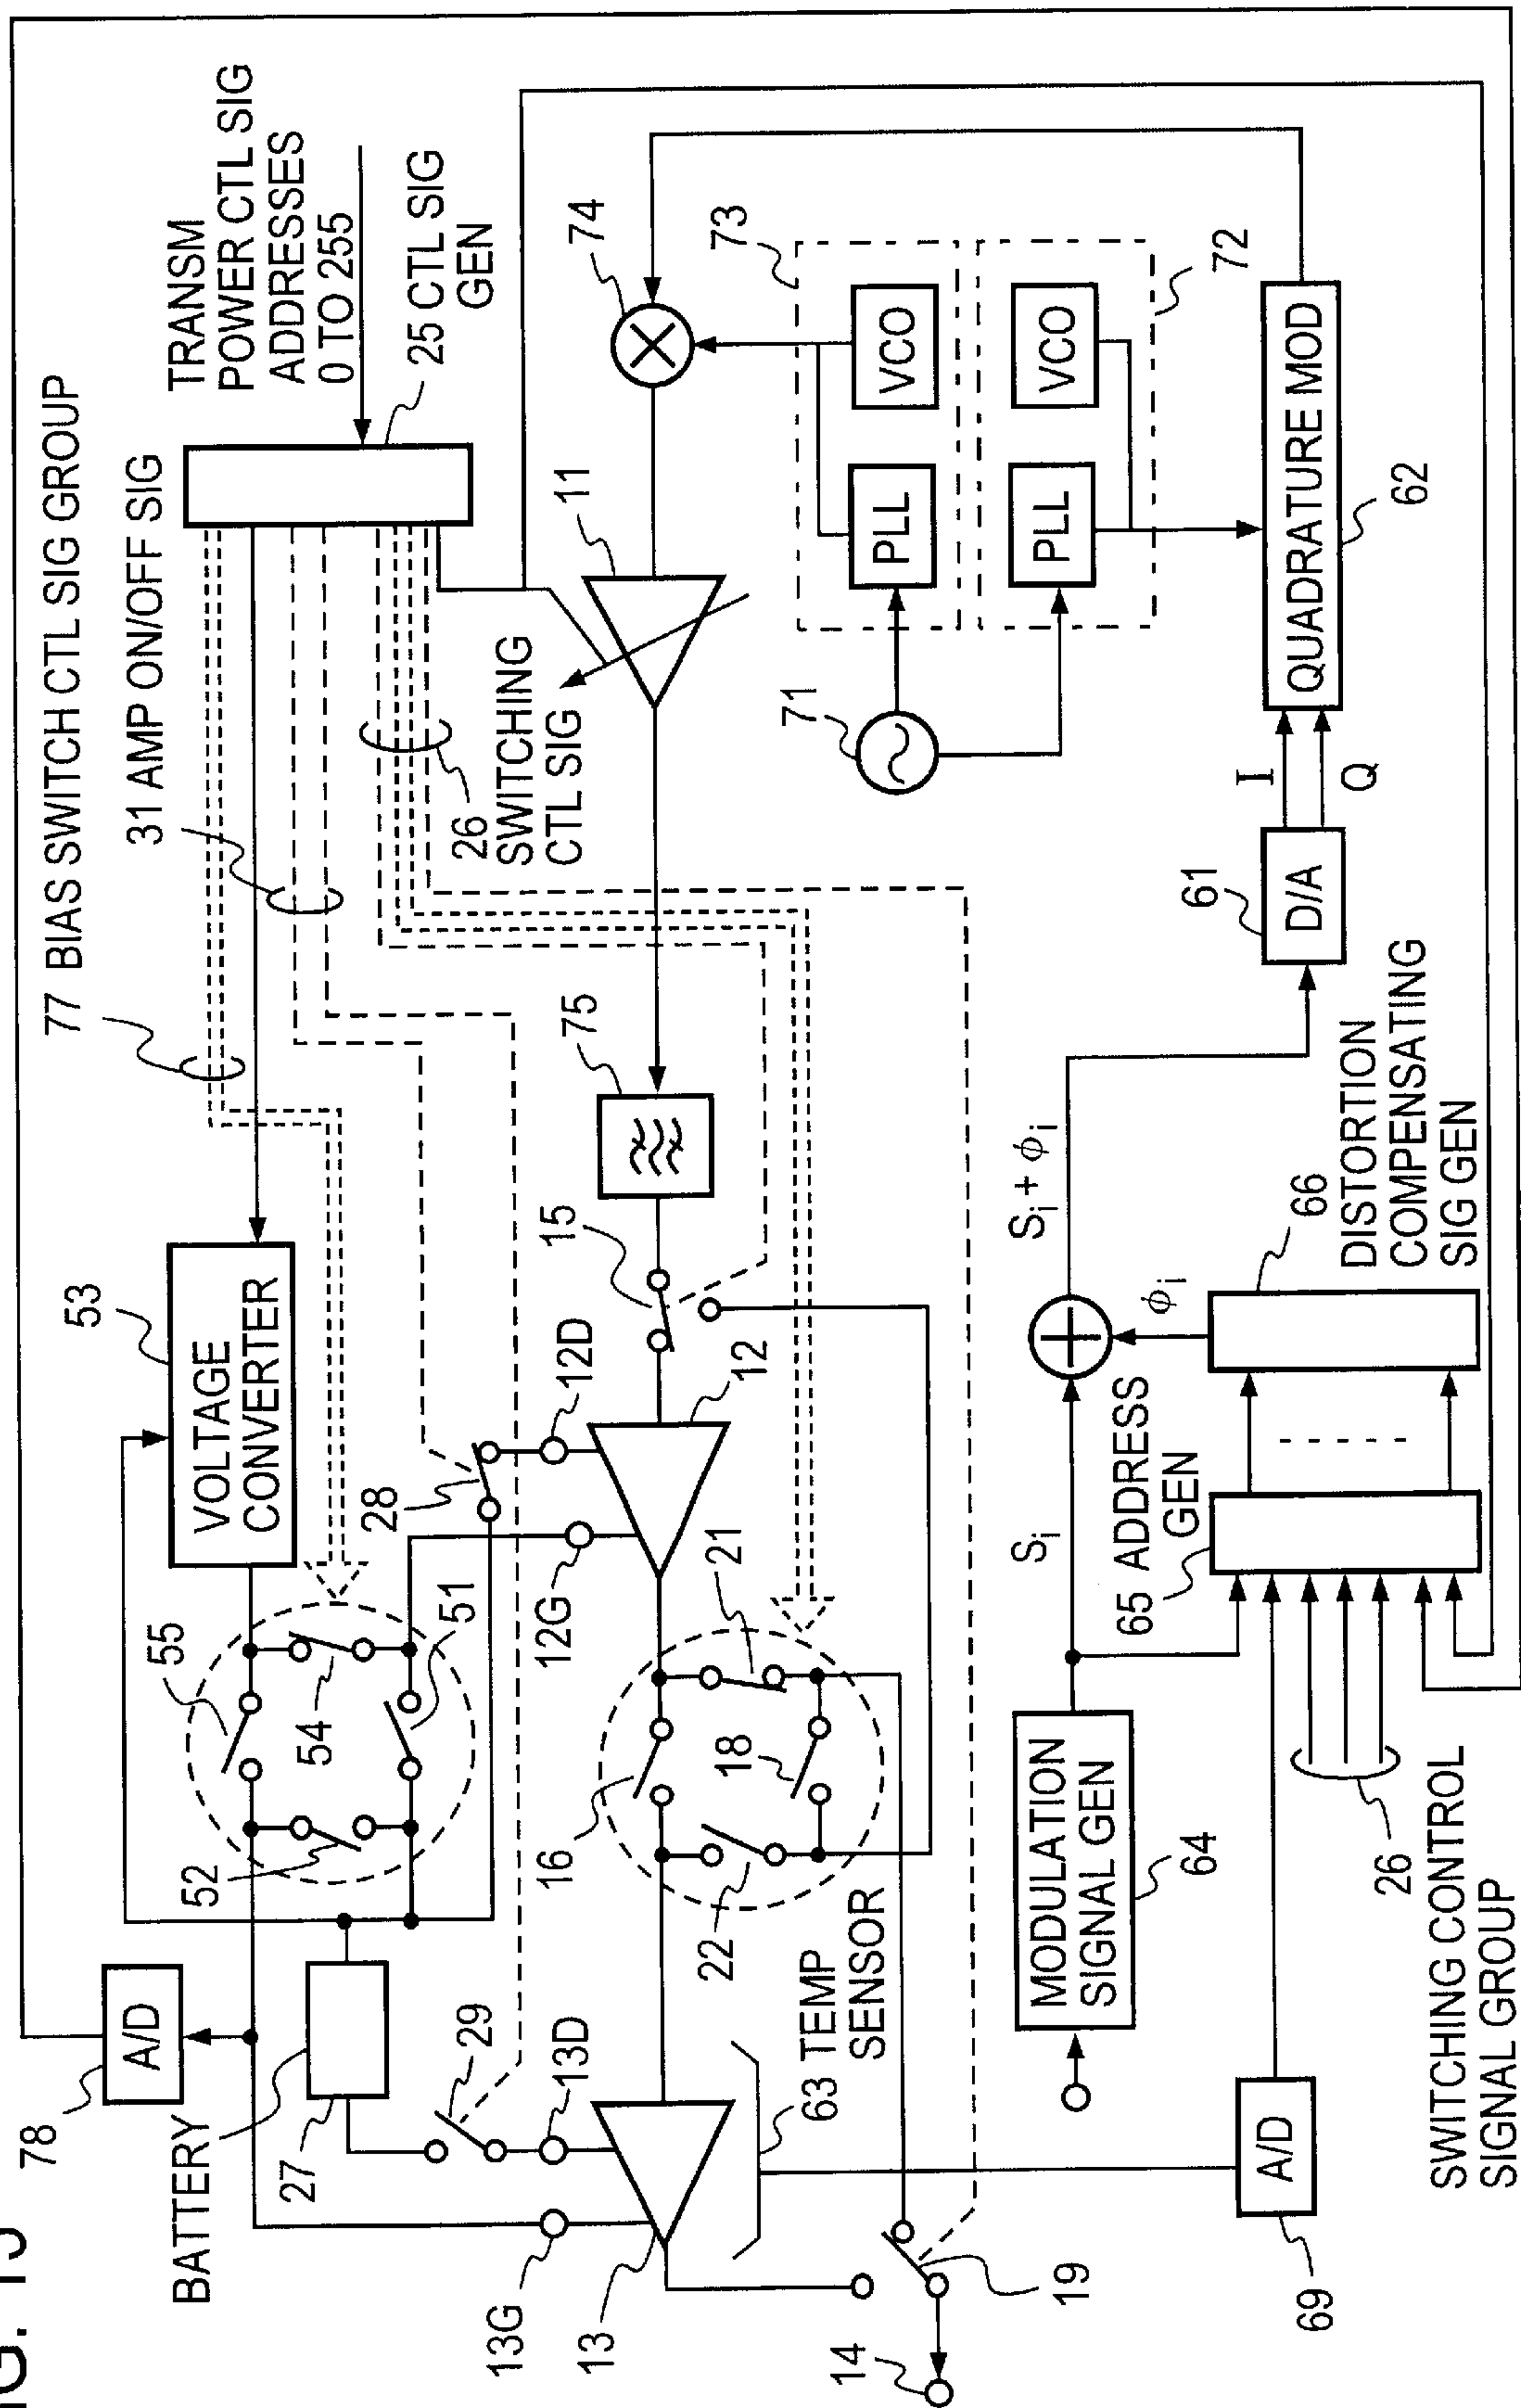 78
A/D
BATTERY
27
53
VOLTAGE
CONVERTER
77 BIAS SWITCH CTL SIG GROUP
31 AMP ON/OFF SIG
TRANSM
POWER CTL SIG
ADDRESSES
0 TO 255
25 CTL SIG
GEN
55
54
52
51
28
29
12D
12G
13D
13G
13
12
15
75
11
74
26
SWITCHING
CTL SIG
16
21
18
22
63 TEMP
SENSOR
14
19
71
73
PLL
VCO
PLL
VCO
72
69
A/D
MODULATION
SIGNAL GEN
64
Si
Si + ϕi
ϕi
65 ADDRESS
GEN
66
DISTORTION
COMPENSATING
SIG GEN
26
SWITCHING CONTROL
SIGNAL GROUP
61
D/A
I
Q
QUADRATURE MOD
62